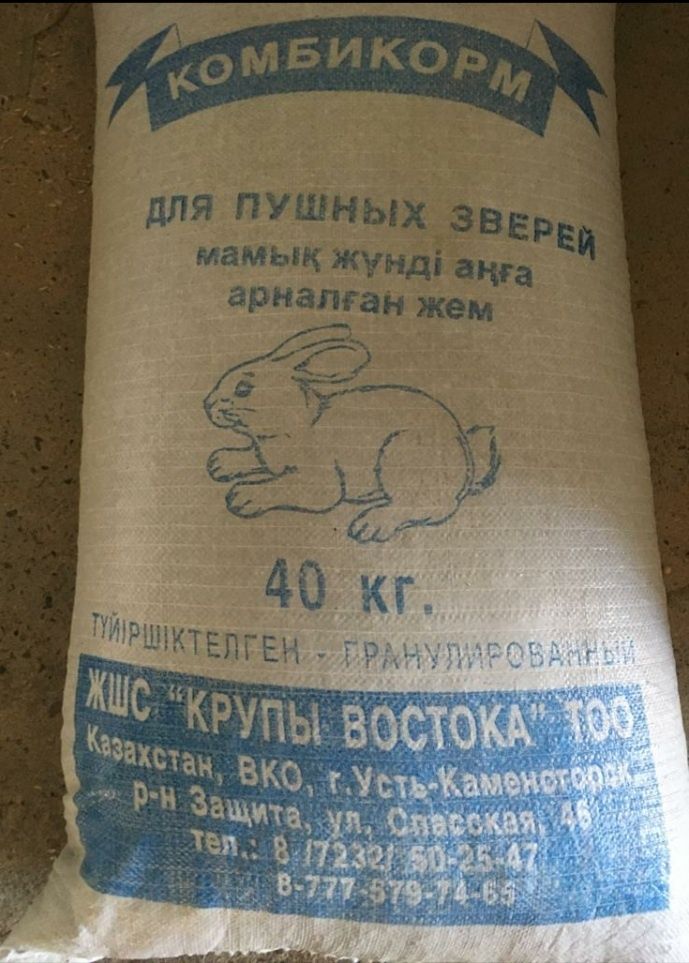 КОМБИКОРМ
ДЛЯ ПУШНЫХ ЗВЕРЕЙ
мамық жүнді аңға
арналған жем
40 кг.
ТҮЙІРШІКТЕЛГЕН - ГРАНУЛИРОВАННЫЙ
ЖШС "КРУПЫ ВОСТОКА" ТОО
Казахстан, ВКО, г.Усть-Каменогорск,
р-н Защита, ул. Спасская, 46
тел.: 8 /7232/ 50-25-47
8-777-579-74-65